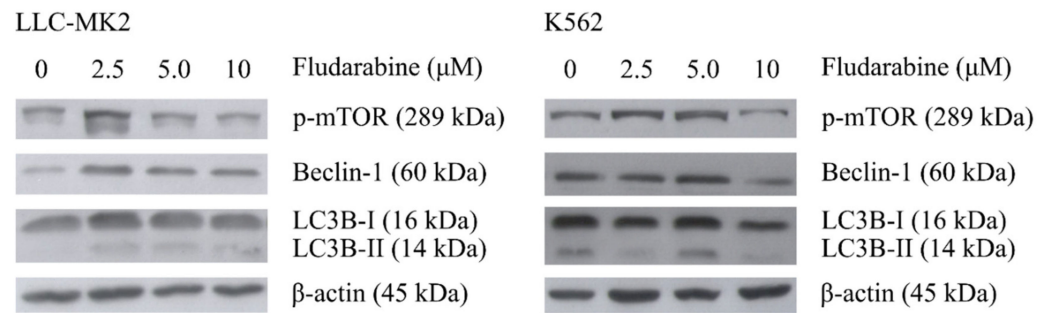 LLC-MK2
0 2.5 5.0 10 Fludarabine (μM)
p-mTOR (289 kDa)
Beclin-1 (60 kDa)
LC3B-I (16 kDa)
LC3B-II (14 kDa)
β-actin (45 kDa)
K562
0 2.5 5.0 10 Fludarabine (μM)
p-mTOR (289 kDa)
Beclin-1 (60 kDa)
LC3B-I (16 kDa)
LC3B-II (14 kDa)
β-actin (45 kDa)